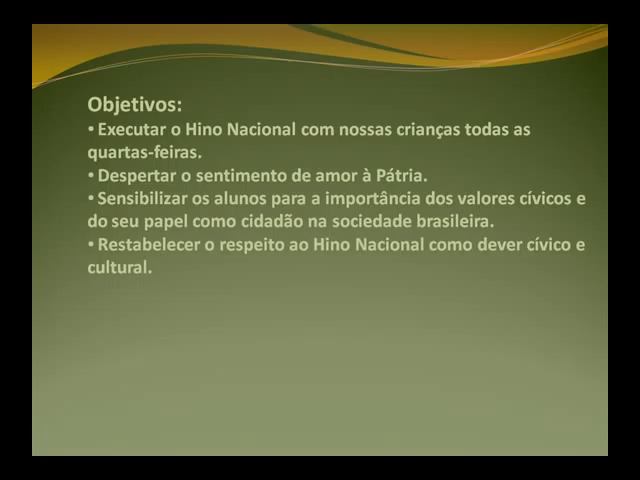 Objetivos:
• Executar o Hino Nacional com nossas crianças todas as
quartas-feiras.
• Despertar o sentimento de amor à Pátria.
• Sensibilizar os alunos para a importância dos valores cívicos e
do seu papel como cidadão na sociedade brasileira.
• Restabelecer o respeito ao Hino Nacional como dever cívico e
cultural.